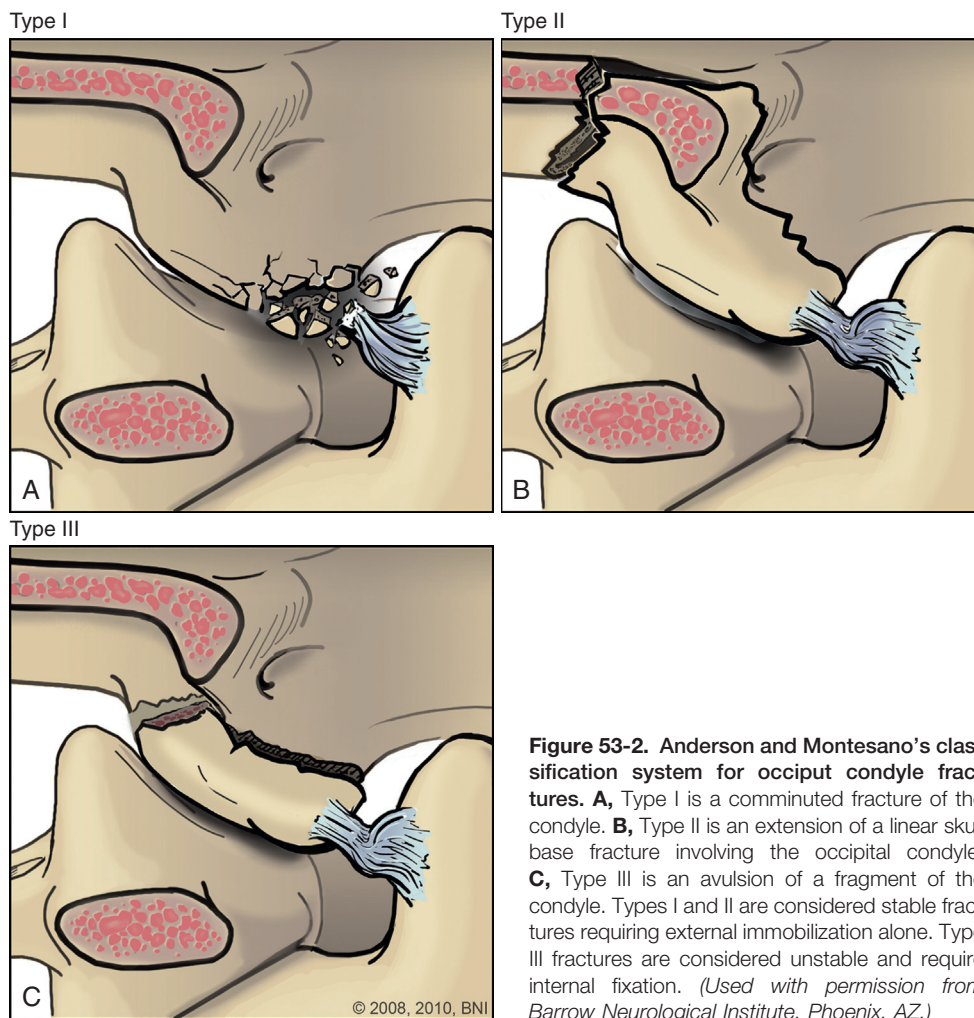 Type I
Type II
A
B
Type III
C
© 2008, 2010, BNI
Figure 53-2. Anderson and Montesano's clas
sification system for occiput condyle frac
tures. A, Type I is a comminuted fracture of the
condyle. B, Type II is an extension of a linear sku
base fracture involving the occipital condyle
C, Type III is an avulsion of a fragment of the
condyle. Types I and II are considered stable frac
tures requiring external immobilization alone. Type
III fractures are considered unstable and require
internal fixation. (Used with permission from
Barrow Neurological Institute, Phoenix, AZ.)